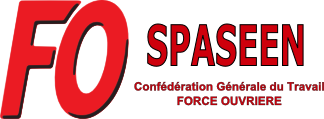 FO
SPASEEN
Confédération Générale du Travail
FORCE OUVRIERE